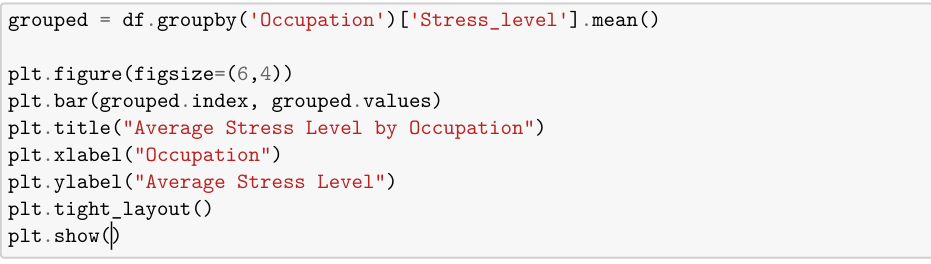 grouped = df.groupby('Occupation')['Stress_level'].mean()
plt.figure(figsize=(6,4))
plt.bar(grouped.index, grouped.values)
plt.title("Average Stress Level by Occupation")
plt.xlabel("Occupation")
plt.ylabel("Average Stress Level")
plt.tight_layout()
plt.show()